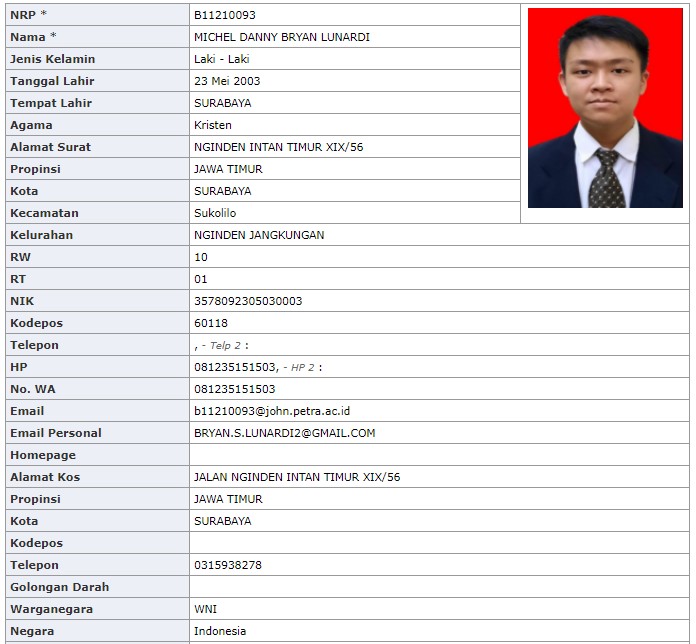 NRP * B11210093
Nama * MICHEL DANNY BRYAN LUNARDI
Jenis Kelamin Laki - Laki
Tanggal Lahir 23 Mei 2003
Tempat Lahir SURABAYA
Agama Kristen
Alamat Surat NGINDEN INTAN TIMUR XIX/56
Propinsi JAWA TIMUR
Kota SURABAYA
Kecamatan Sukolilo
Kelurahan NGINDEN JANGKUNGAN
RW 10
RT 01
NIK 3578092305030003
Kodepos 60118
Telepon , - Telp 2 :
HP 081235151503, - HP 2 :
No. WA 081235151503
Email b11210093@john.petra.ac.id
Email Personal BRYAN.S.LUNARDI2@GMAIL.COM
Homepage
Alamat Kos JALAN NGINDEN INTAN TIMUR XIX/56
Propinsi JAWA TIMUR
Kota SURABAYA
Kodepos
Telepon 0315938278
Golongan Darah
Warganegara WNI
Negara Indonesia